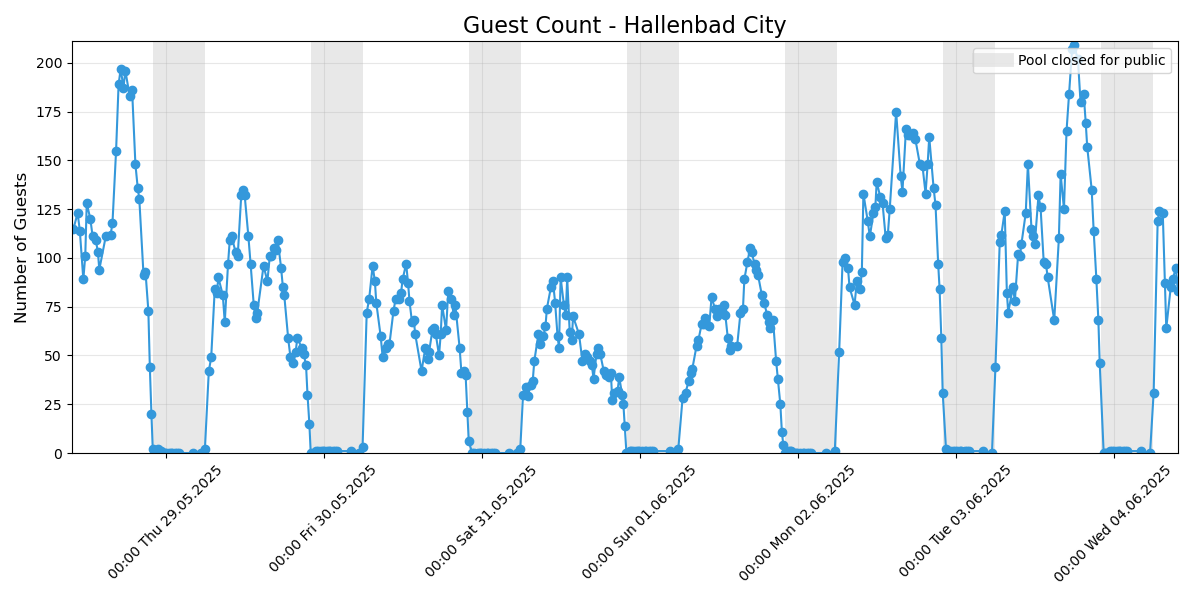 Guest Count - Hallenbad City
Pool closed for public
Number of Guests
200
175
150
125
100
75
50
25
0
00:00 Thu 29.05.2025
00:00 Fri 30.05.2025
00:00 Sat 31.05.2025
00:00 Sun 01.06.2025
00:00 Mon 02.06.2025
00:00 Tue 03.06.2025
00:00 Wed 04.06.2025